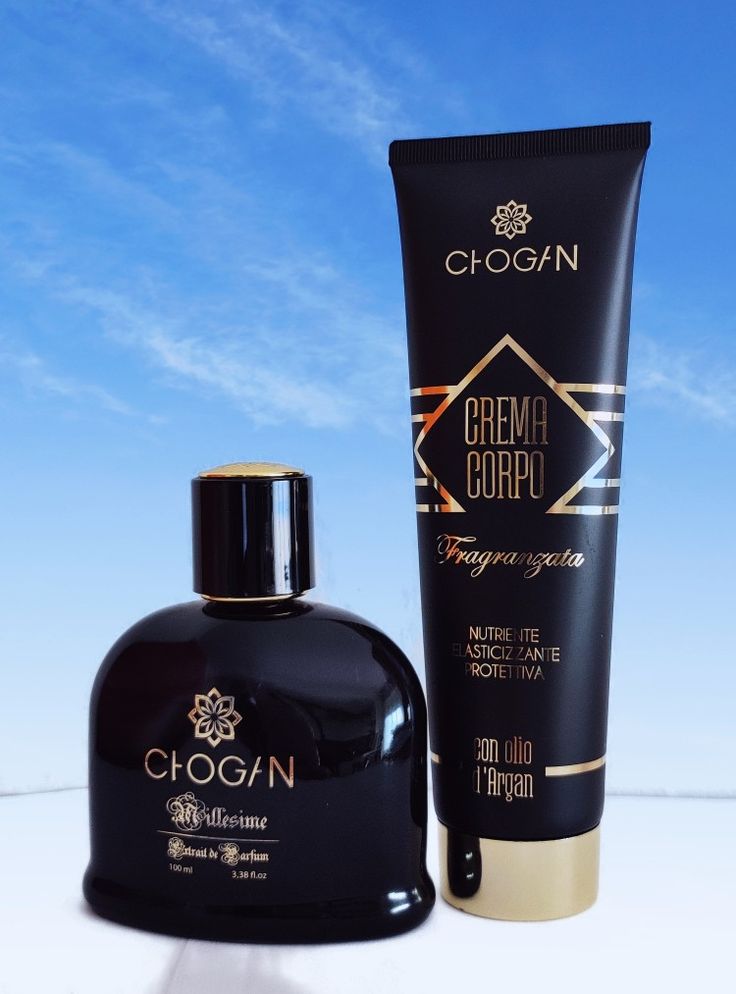 CHOGAN
CREMA
CORPO
Fragranzata
NUTRIENTE
ELASTICIZZANTE
PROTETTIVA
con olio
d'Argan
CHOGAN
Millesime
Extrait de Parfum
100 ml 3,38 fl.oz